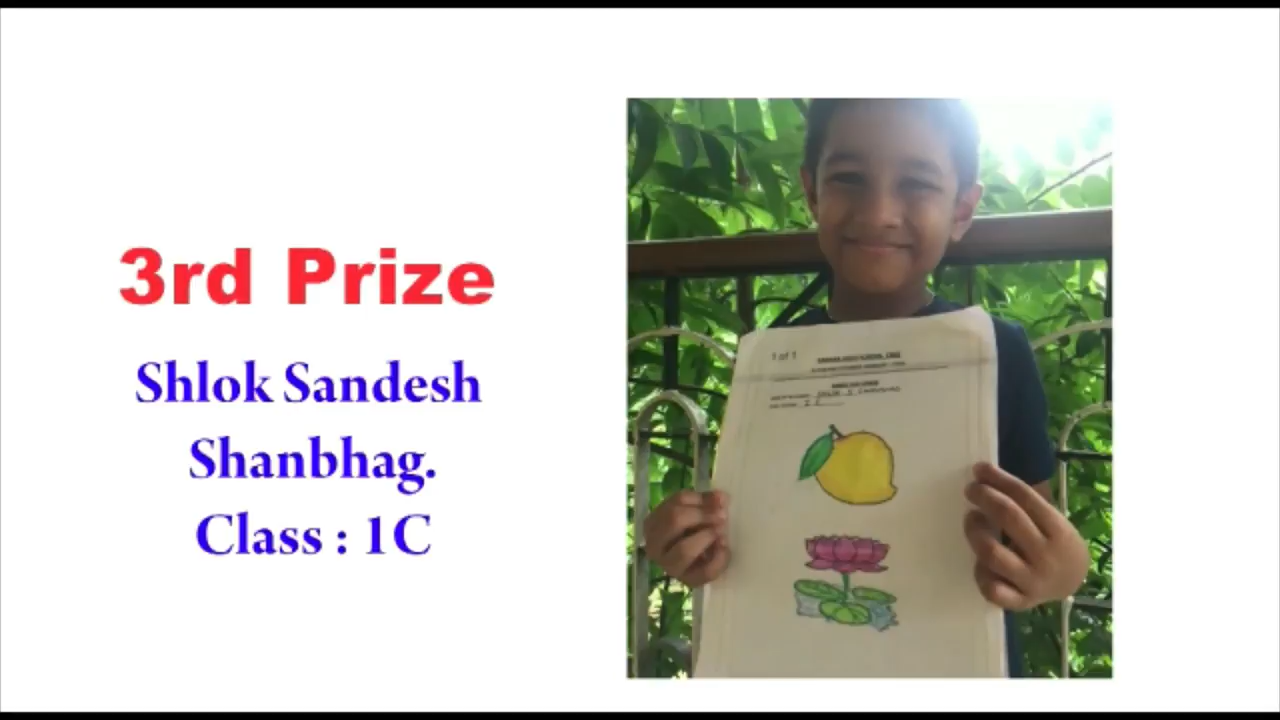 3rd Prize
Shlok Sandesh
Shanbhag.
Class : 1C
1 of 1